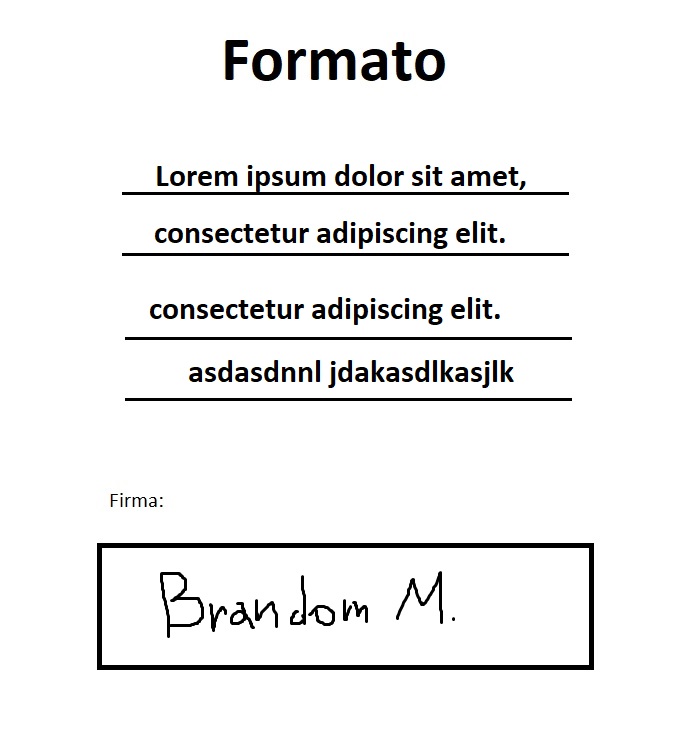 Formato
Lorem ipsum dolor sit amet,
consectetur adipiscing elit.
consectetur adipiscing elit.
asdasdnnl jdakasdlkasjlk
Firma:
Brandom M.